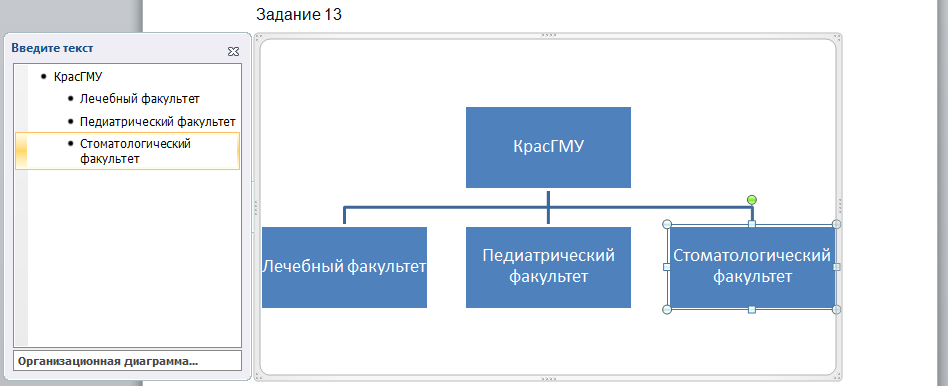 Задание 13
Введите текст
КрасГМУ
Лечебный факультет
Педиатрический факультет
Стоматологический
факультет
Организационная диаграмма...
КрасГМУ
Лечебный факультет
Педиатрический
факультет
Стоматологический
факультет